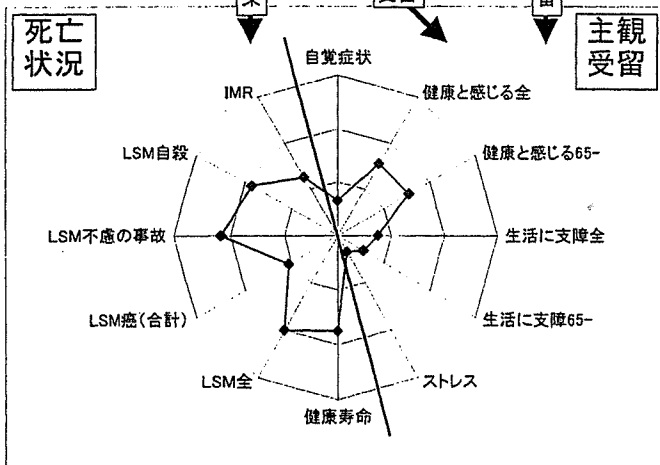 死亡
状況
主観
受留
自覚症状
IMR
健康と感じる全
LSM自殺
健康と感じる65-
LSM不慮の事故
生活に支障全
LSM癌(合計)
生活に支障65-
LSM全
ストレス
健康寿命